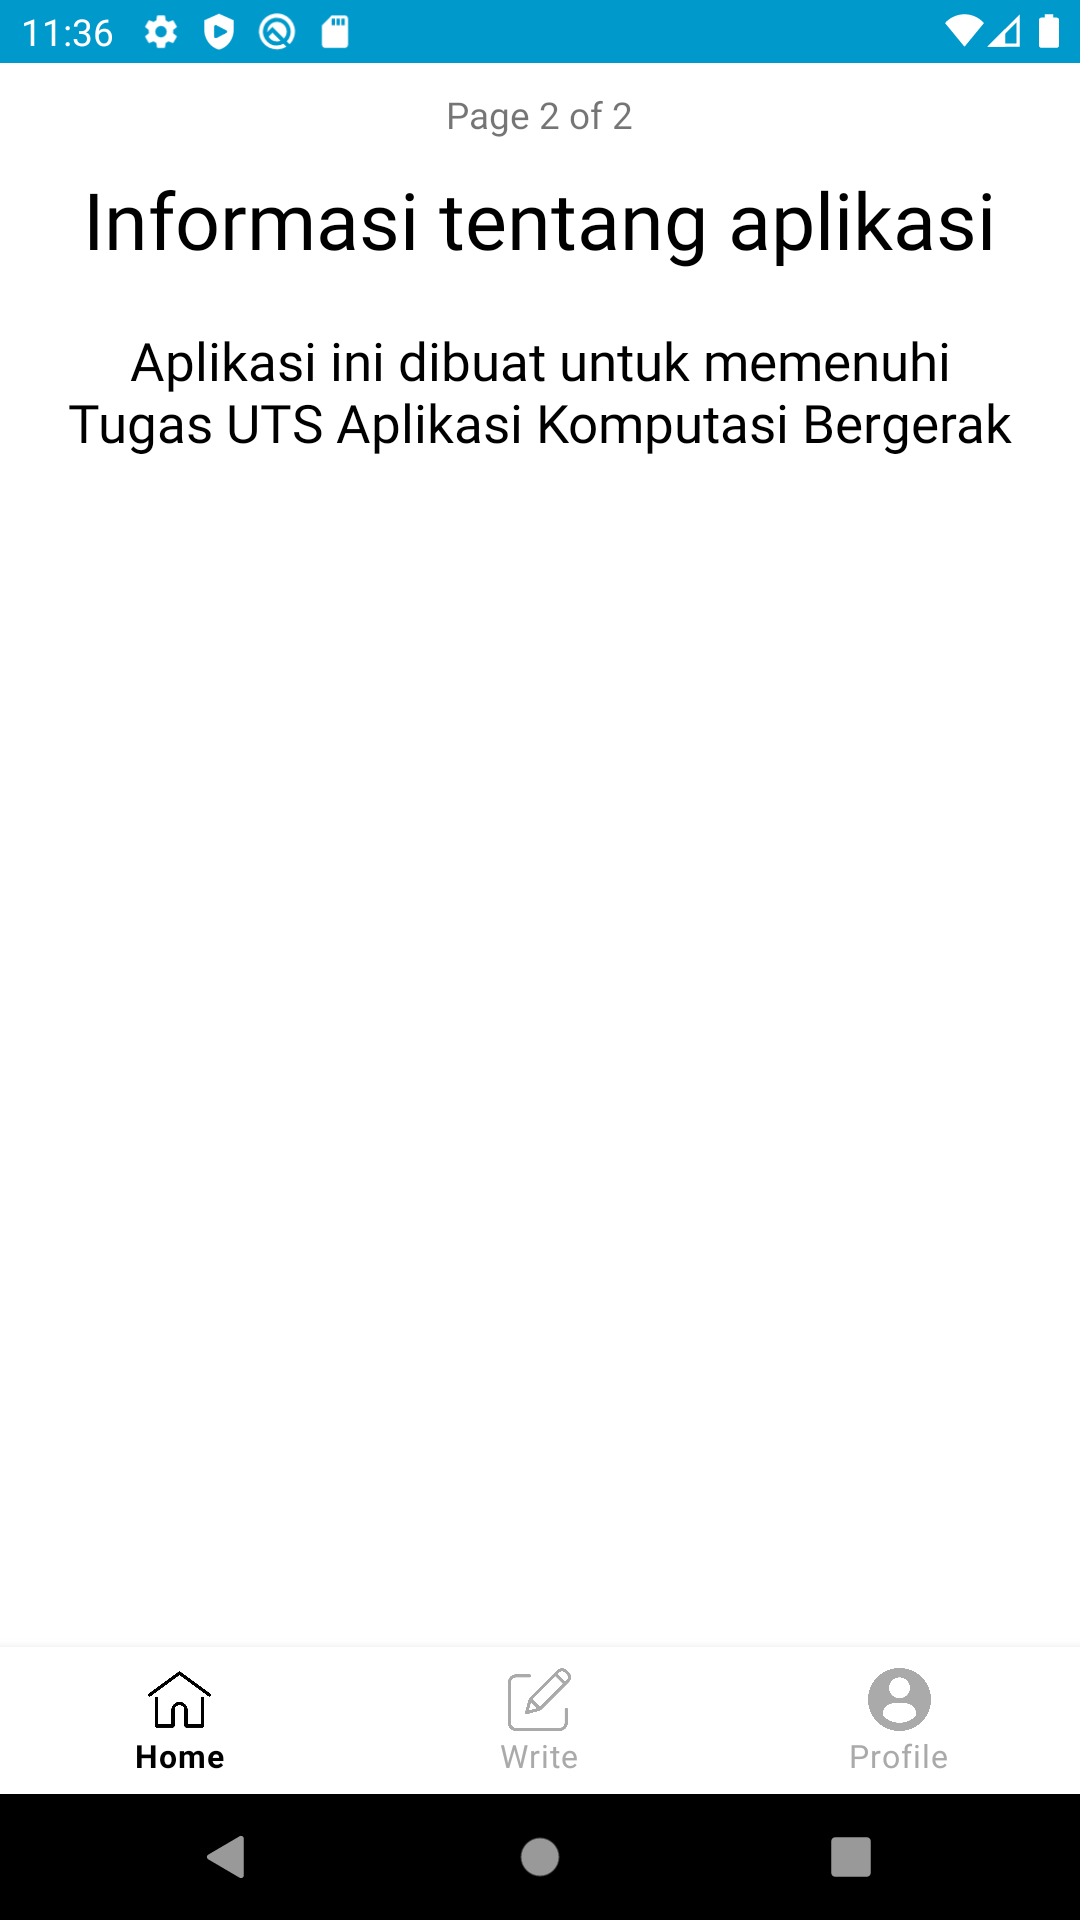 11:36
Page 2 of 2
Informasi tentang aplikasi
Aplikasi ini dibuat untuk memenuhi
Tugas UTS Aplikasi Komputasi Bergerak
Home
Write
Profile